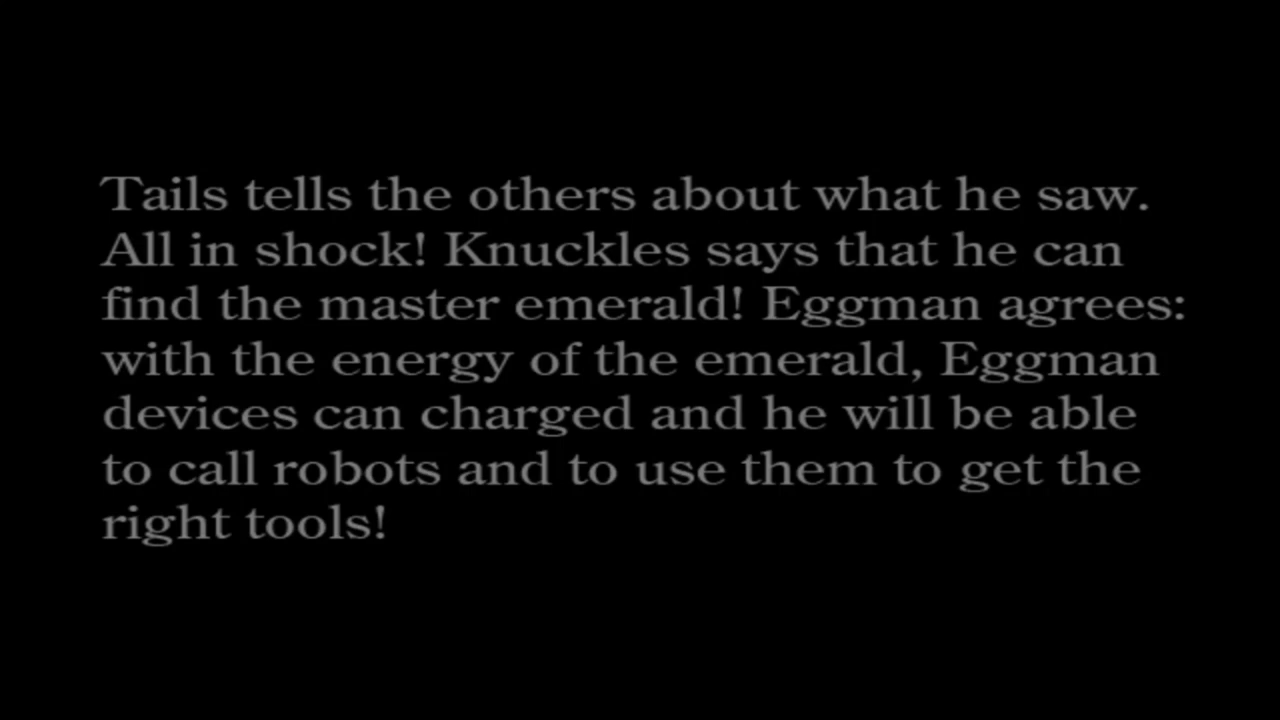 Tails tells the others about what he saw.
All in shock! Knuckles says that he can
find the master emerald! Eggman agrees:
with the energy of the emerald, Eggman
devices can charged and he will be able
to call robots and to use them to get the
right tools!